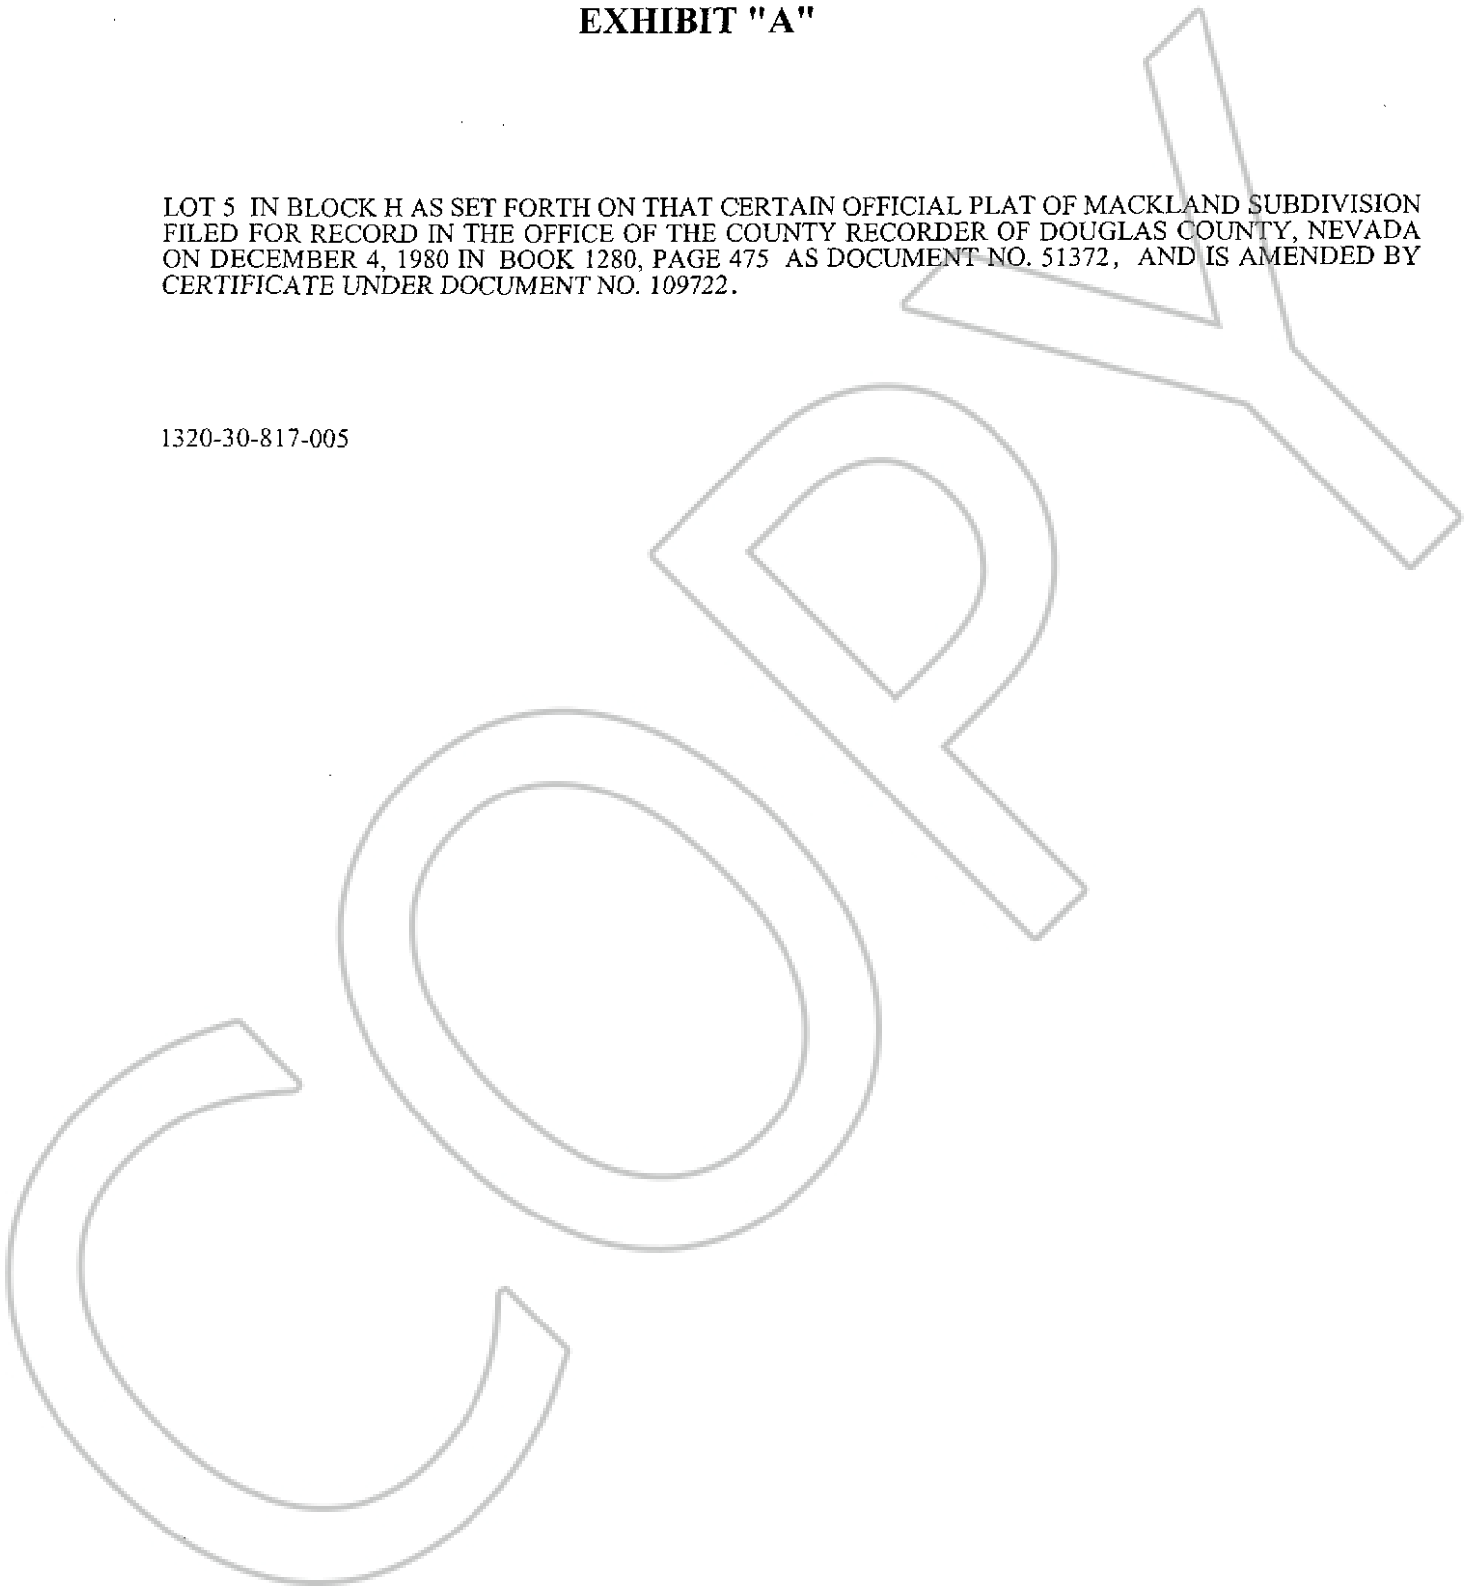 EXHIBIT "A"
LOT 5 IN BLOCK H AS SET FORTH ON THAT CERTAIN OFFICIAL PLAT OF MACKLAND SUBDIVISION
FILED FOR RECORD IN THE OFFICE OF THE COUNTY RECORDER OF DOUGLAS COUNTY, NEVADA
ON DECEMBER 4, 1980 IN BOOK 1280, PAGE 475 AS DOCUMENT NO. 51372, AND IS AMENDED BY
CERTIFICATE UNDER DOCUMENT NO. 109722.
1320-30-817-005
COPY